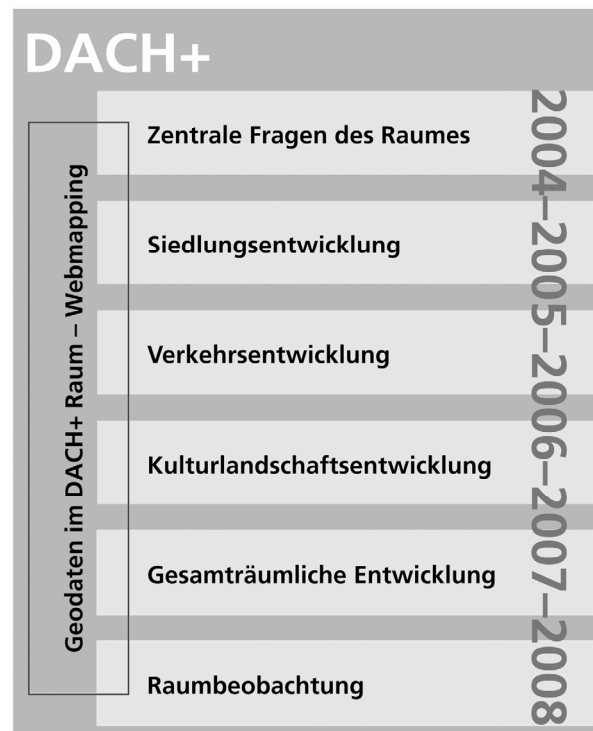 DACH+
Geodaten im DACH+ Raum – Webmapping
Zentrale Fragen des Raumes
Siedlungsentwicklung
Verkehrsentwicklung
Kulturlandschaftsentwicklung
Gesamträumliche Entwicklung
Raumbeobachtung
2004–2005–2006–2007–2008